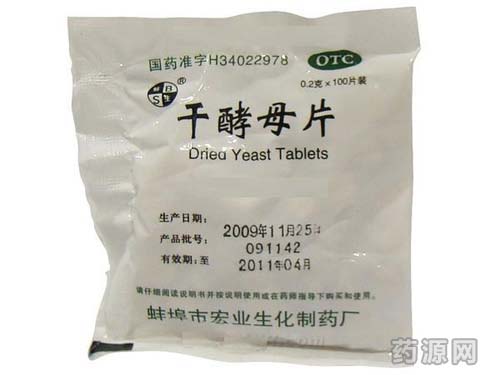 国药准字H34022978
OTC
0.2克×100片装
®
干酵母片
Dried Yeast Tablets
生产日期: 2009年11月25日
产品批号: 091142
有效期: 至 2011年04月
请仔细阅读说明书并按说明使用或在药师指导下购买和使用。
蚌埠市宏业生化制药厂
药源网